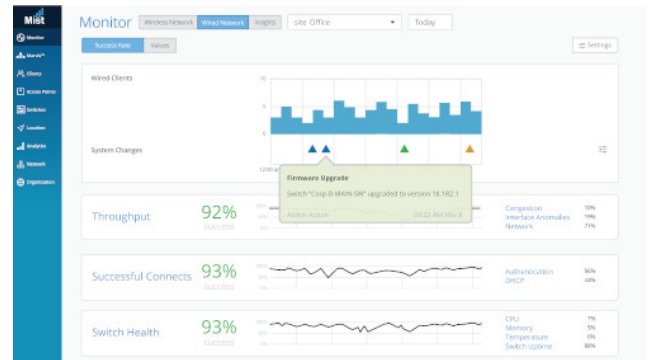 Mist
Monitor Wireless Network Wired Network Insights site Office Today
Monitor
Success Rate Values Settings
Marvis™
Clients
Wired Clients 10
Access Points
5
Switches
0
Location
Analytics
System Changes
Network
12:00
Organization
Firmware Upgrade
Switch "Corp-B-MAIN-SW" upgraded to version 18.1R2.1
Admin Action
Throughput 92% success
Congestion 10%
Interface Anomalies 19%
Network 71%
Successful Connects 93% success
Authentication 56%
DHCP 44%
Switch Health 93% success
CPU 7%
Memory 5%
Temperature 0%
Switch Uptime 88%